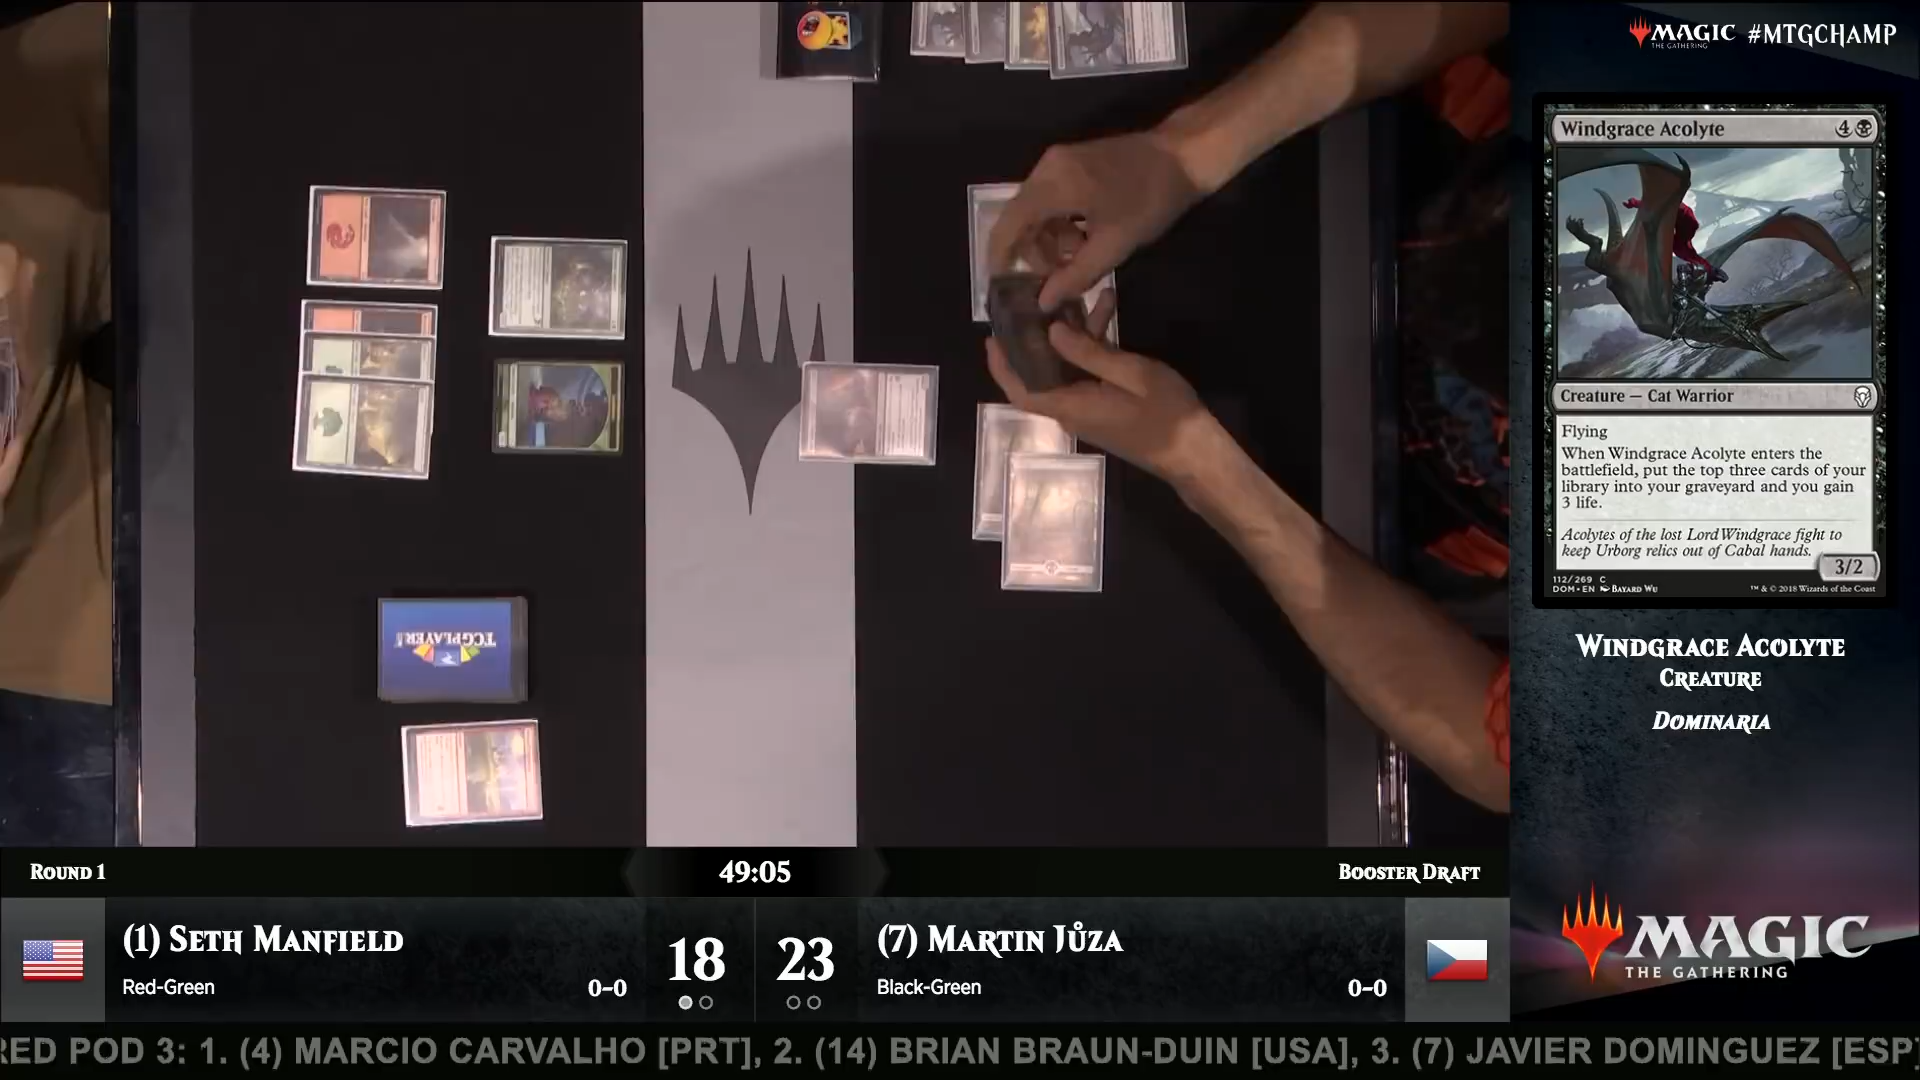 MAGIC
THE GATHERING
#MTGCHAMP
Windgrace Acolyte
4
Creature — Cat Warrior
Flying
When Windgrace Acolyte enters the
battlefield, put the top three cards of your
library into your graveyard and you gain
3 life.
Acolytes of the lost Lord Windgrace fight to
keep Urborg relics out of Cabal hands.
3/2
112/269 C
DOM • EN Bayard Wu
™ & © 2018 Wizards of the Coast
Windgrace Acolyte
Creature
Dominaria
TCGPLAYER
Round 1
49:05
Booster Draft
(1) Seth Manfield
Red-Green
0-0
18
23
(7) Martin Jůza
Black-Green
0-0
MAGIC
THE GATHERING
RED POD 3: 1. (4) MARCIO CARVALHO [PRT], 2. (14) BRIAN BRAUN-DUIN [USA], 3. (7) JAVIER DOMINGUEZ [ESP